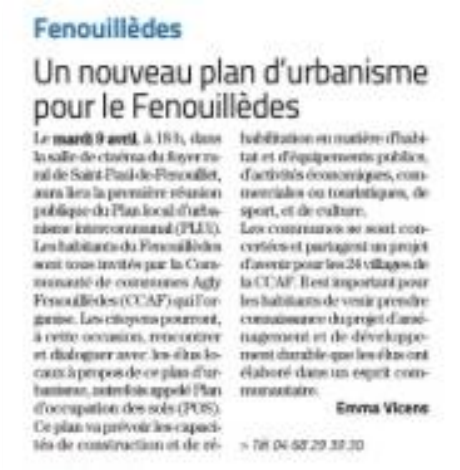 Fenouillèdes
Un nouveau plan d'urbanisme
pour le Fenouillèdes
Le mardi 9 avril, à 18 h, dans
la salle de cinéma du foyer ru-
ral de Saint-Paul-de-Fenouillet,
aura lieu la première réunion
publique du Plan local d'urba-
nisme intercommunal (PLUi).
Les habitants du Fenouillèdes
sont tous invités par la Com-
munauté de communes Agly
Fenouillèdes (CCAF) qui l'or-
ganise. Les citoyens pourront,
à cette occasion, rencontrer
et dialoguer avec les élus lo-
caux à propos de ce plan d'ur-
banisme, autrefois appelé Plan
d'occupation des sols (POS).
Ce plan va prévoir les capaci-
tés de construction et de ré-
habilitation en matière d'habi-
tat et d'équipements publics,
d'activités économiques, com-
merciales ou touristiques, de
sport, et de culture.
Les communes se sont con-
certées et partagent un projet
d'avenir pour les 24 villages de
la CCAF. Il est important pour
les habitants de venir prendre
connaissance du projet d'amé-
nagement et de développe-
ment durable que les élus ont
élaboré dans un esprit com-
munautaire.
Emma Vicens
> Tél. 04 68 29 30 30